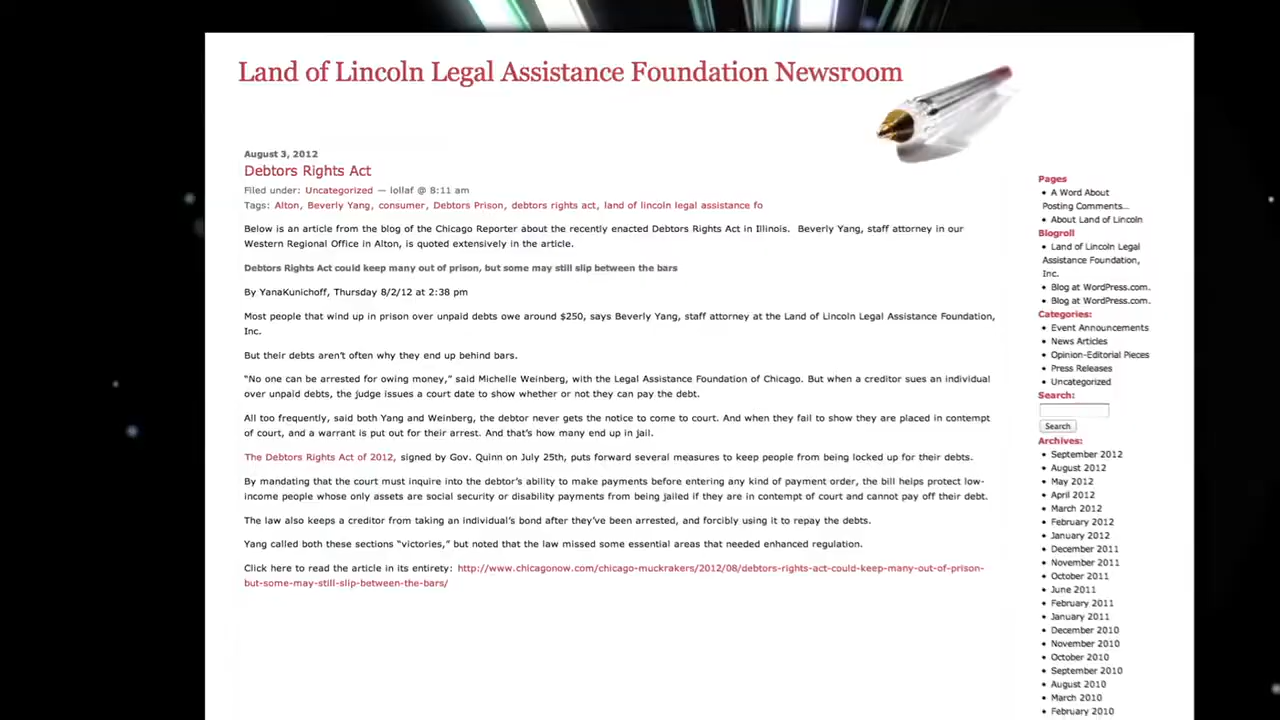 Land of Lincoln Legal Assistance Foundation Newsroom
August 3, 2012
Debtors Rights Act
Filed under: Uncategorized — lollaf @ 8:11 am
Tags: Alton, Beverly Yang, consumer, Debtors Prison, debtors rights act, land of lincoln legal assistance fo
Below is an article from the blog of the Chicago Reporter about the recently enacted Debtors Rights Act in Illinois. Beverly Yang, staff attorney in our
Western Regional Office in Alton, is quoted extensively in the article.
Debtors Rights Act could keep many out of prison, but some may still slip between the bars
By YanaKunichoff, Thursday 8/2/12 at 2:38 pm
Most people that wind up in prison over unpaid debts owe around $250, says Beverly Yang, staff attorney at the Land of Lincoln Legal Assistance Foundation,
Inc.
But their debts aren't often why they end up behind bars.
“No one can be arrested for owing money,” said Michelle Weinberg, with the Legal Assistance Foundation of Chicago. But when a creditor sues an individual
over unpaid debts, the judge issues a court date to show whether or not they can pay the debt.
All too frequently, said both Yang and Weinberg, the debtor never gets the notice to come to court. And when they fail to show they are placed in contempt
of court, and a warrant is put out for their arrest. And that's how many end up in jail.
The Debtors Rights Act of 2012, signed by Gov. Quinn on July 25th, puts forward several measures to keep people from being locked up for their debts.
By mandating that the court must inquire into the debtor's ability to make payments before entering any kind of payment order, the bill helps protect low-
income people whose only assets are social security or disability payments from being jailed if they are in contempt of court and cannot pay off their debt.
The law also keeps a creditor from taking an individual's bond after they've been arrested, and forcibly using it to repay the debts.
Yang called both these sections “victories,” but noted that the law missed some essential areas that needed enhanced regulation.
Click here to read the article in its entirety: http://www.chicagonow.com/chicago-muckrakers/2012/08/debtors-rights-act-could-keep-many-out-of-prison-
but-some-may-still-slip-between-the-bars/
Pages
A Word About
Posting Comments...
About Land of Lincoln
Blogroll
Land of Lincoln Legal
Assistance Foundation,
Inc.
Blog at WordPress.com.
Blog at WordPress.com.
Categories:
Event Announcements
News Articles
Opinion-Editorial Pieces
Press Releases
Uncategorized
Search:
Search
Archives:
September 2012
August 2012
May 2012
April 2012
March 2012
February 2012
January 2012
December 2011
November 2011
October 2011
June 2011
February 2011
January 2011
December 2010
November 2010
October 2010
September 2010
August 2010
March 2010
February 2010